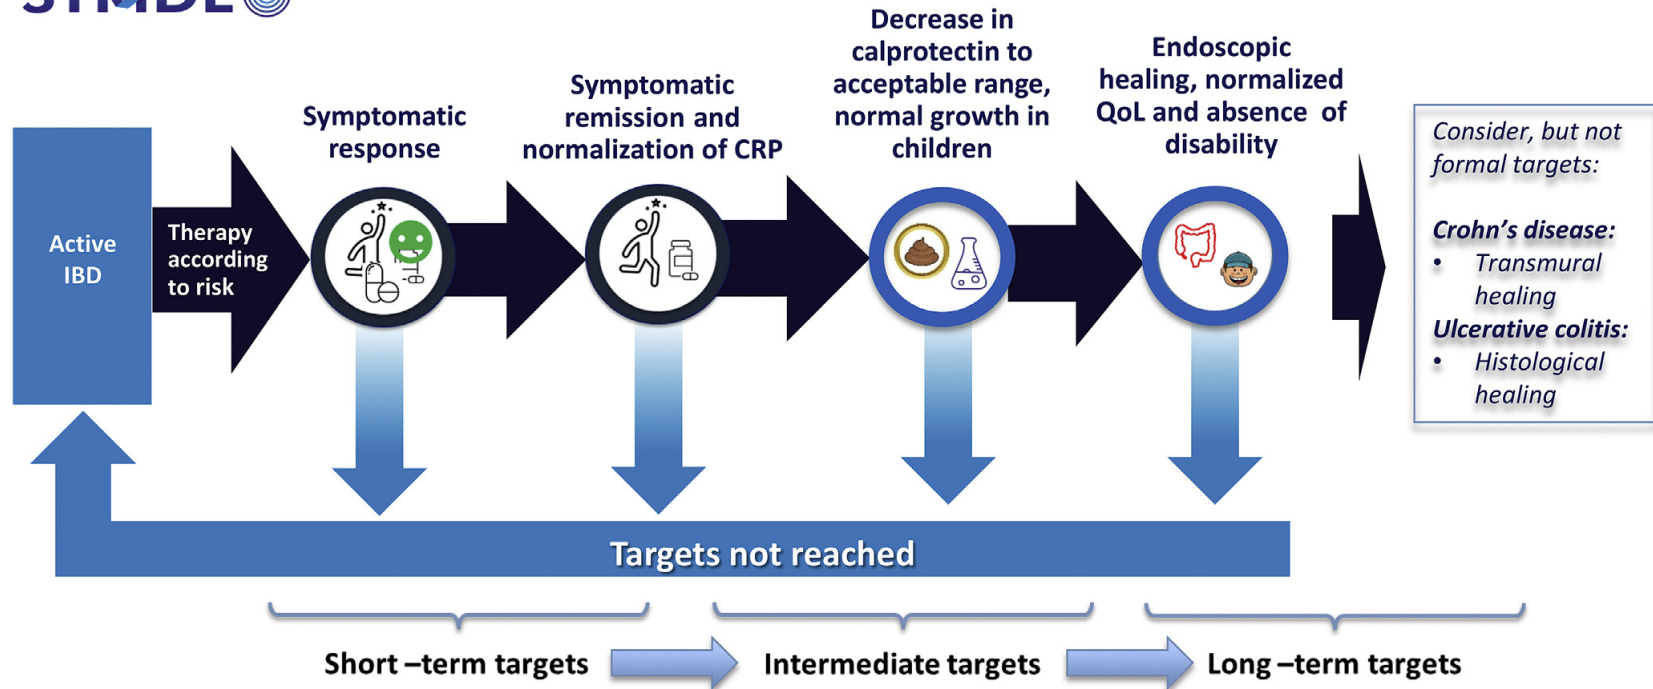 Active
IBD
Therapy
according
to risk
Symptomatic
response
Symptomatic
remission and
normalization of CRP
Decrease in
calprotectin to
acceptable range,
normal growth in
children
Endoscopic
healing, normalized
QoL and absence of
disability
Consider, but not
formal targets:
Crohn’s disease:
• Transmural
healing
Ulcerative colitis:
• Histological
healing
Targets not reached
Short –term targets
Intermediate targets
Long –term targets